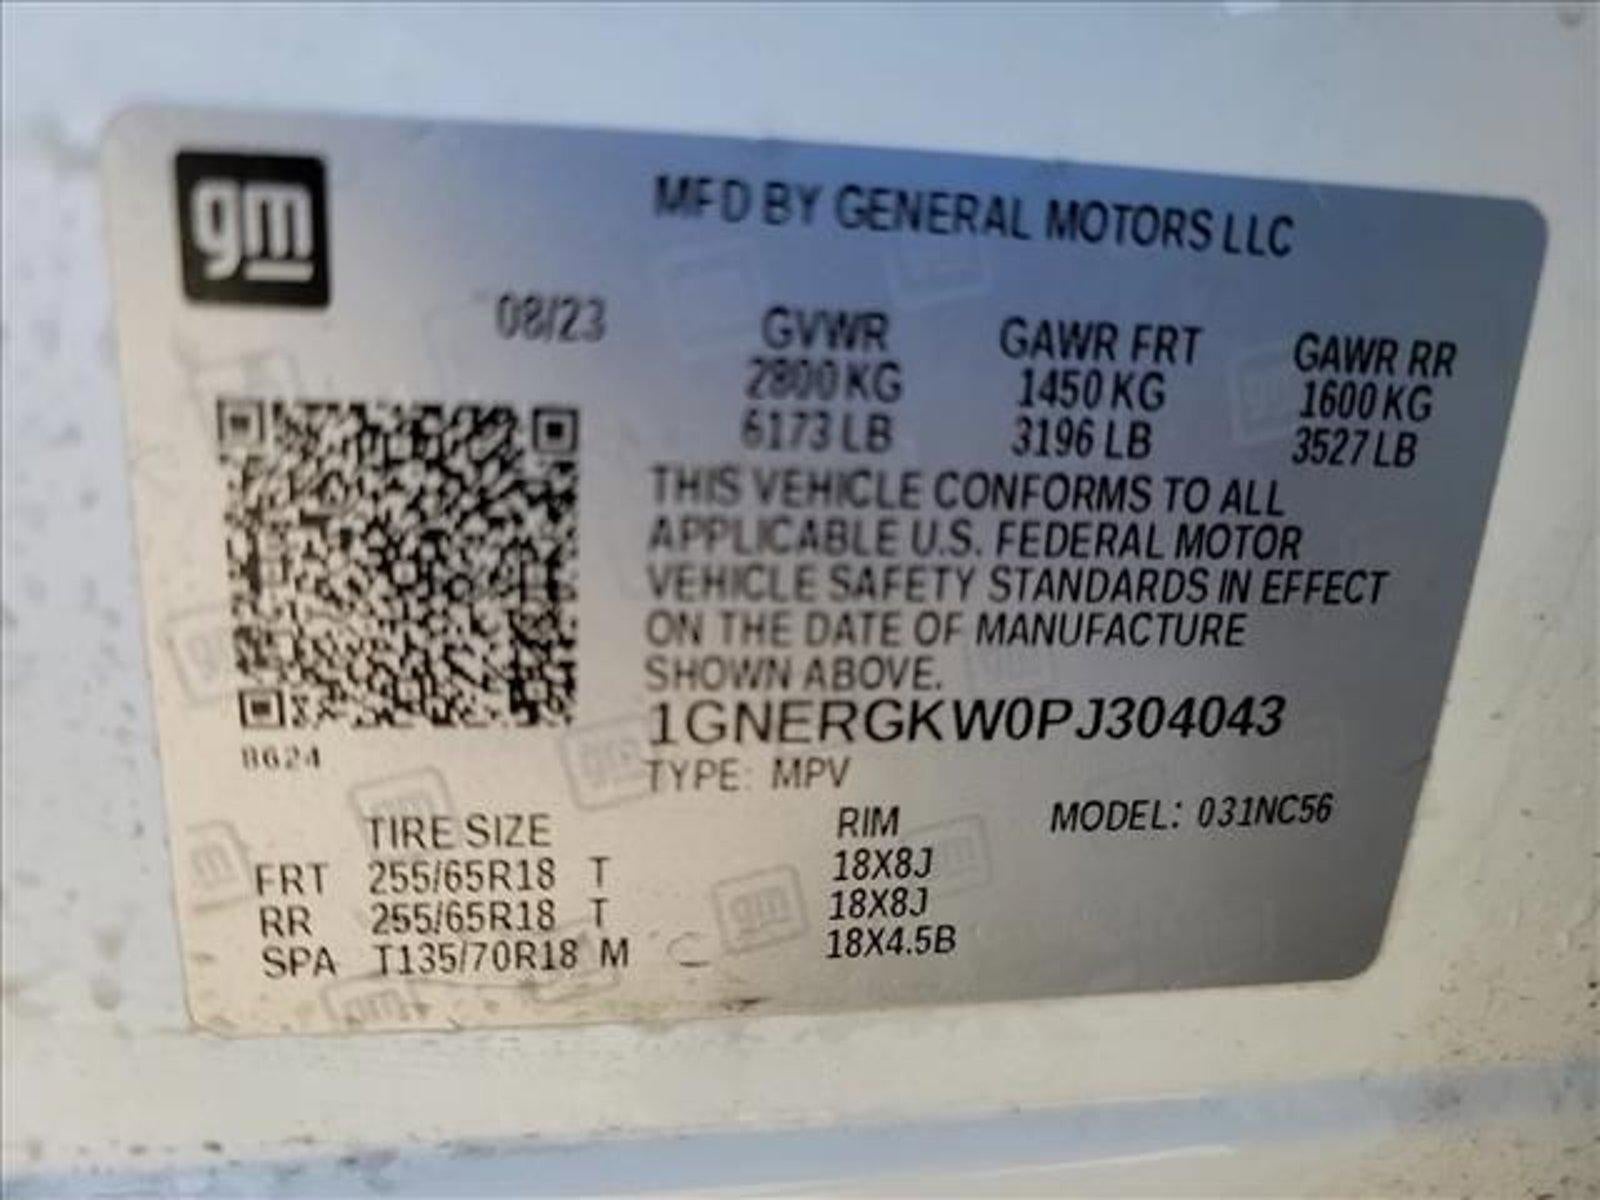 gm
MFD BY GENERAL MOTORS LLC
08/23
GVWR GAWR FRT GAWR RR
2800 KG 1450 KG 1600 KG
6173 LB 3196 LB 3527 LB
THIS VEHICLE CONFORMS TO ALL
APPLICABLE U.S. FEDERAL MOTOR
VEHICLE SAFETY STANDARDS IN EFFECT
ON THE DATE OF MANUFACTURE
SHOWN ABOVE.
1GNERGKW0PJ304043
8624
TYPE: MPV
TIRE SIZE RIM MODEL: 031NC56
FRT 255/65R18 T 18X8J
RR 255/65R18 T 18X8J
SPA T135/70R18 M 18X4.5B